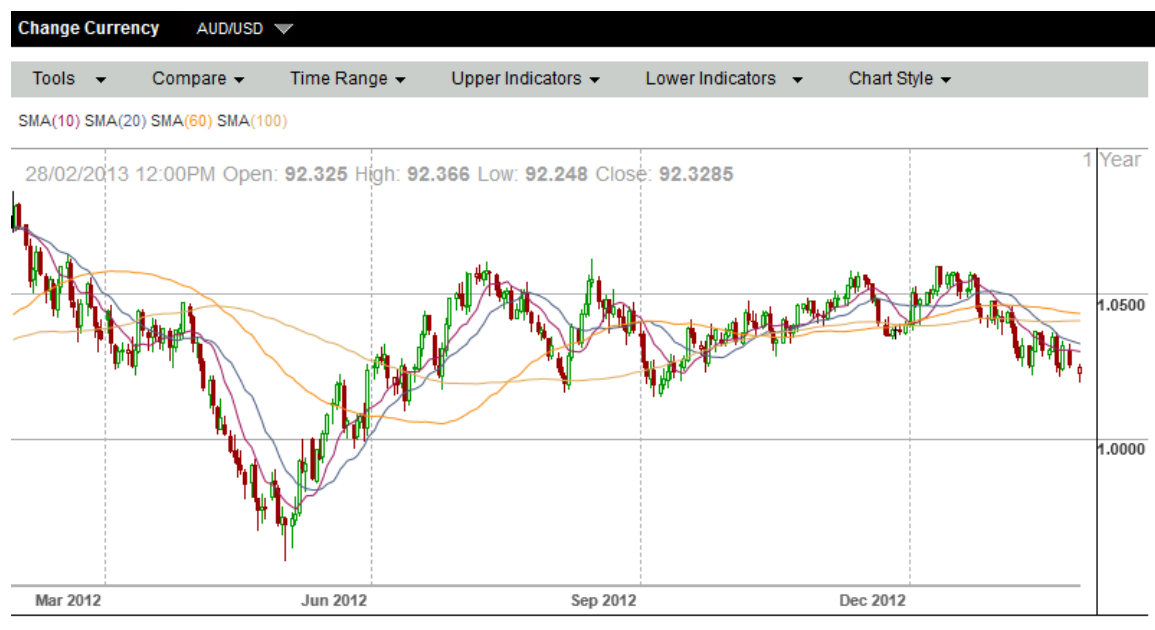 Change Currency AUD/USD
Tools Compare Time Range Upper Indicators Lower Indicators Chart Style
SMA(10) SMA(20) SMA(60) SMA(100)
1 Year
28/02/2013 12:00PM Open: 92.325 High: 92.366 Low: 92.248 Close: 92.3285
1.0500
1.0000
Mar 2012 Jun 2012 Sep 2012 Dec 2012